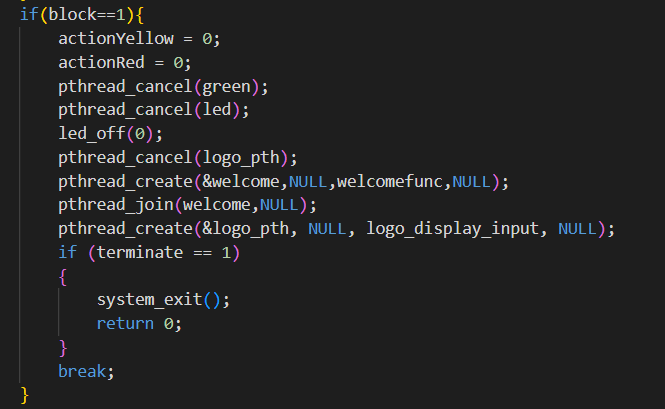 if(block==1){
actionYellow = 0;
actionRed = 0;
pthread_cancel(green);
pthread_cancel(led);
led_off(0);
pthread_cancel(logo_pth);
pthread_create(&welcome,NULL,welcomefunc,NULL);
pthread_join(welcome,NULL);
pthread_create(&logo_pth, NULL, logo_display_input, NULL);
if (terminate == 1)
{
system_exit();
return 0;
}
break;
}